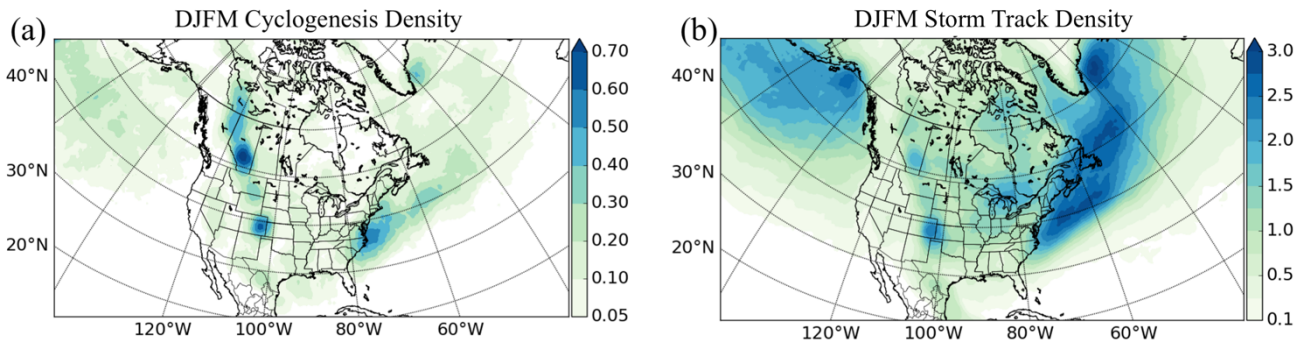 (a) DJFM Cyclogenesis Density
40°N
30°N
20°N
120°W 100°W 80°W 60°W
0.70
0.60
0.50
0.40
0.30
0.20
0.10
0.05
(b) DJFM Storm Track Density
40°N
30°N
20°N
120°W 100°W 80°W 60°W
3.0
2.5
2.0
1.5
1.0
0.5
0.1